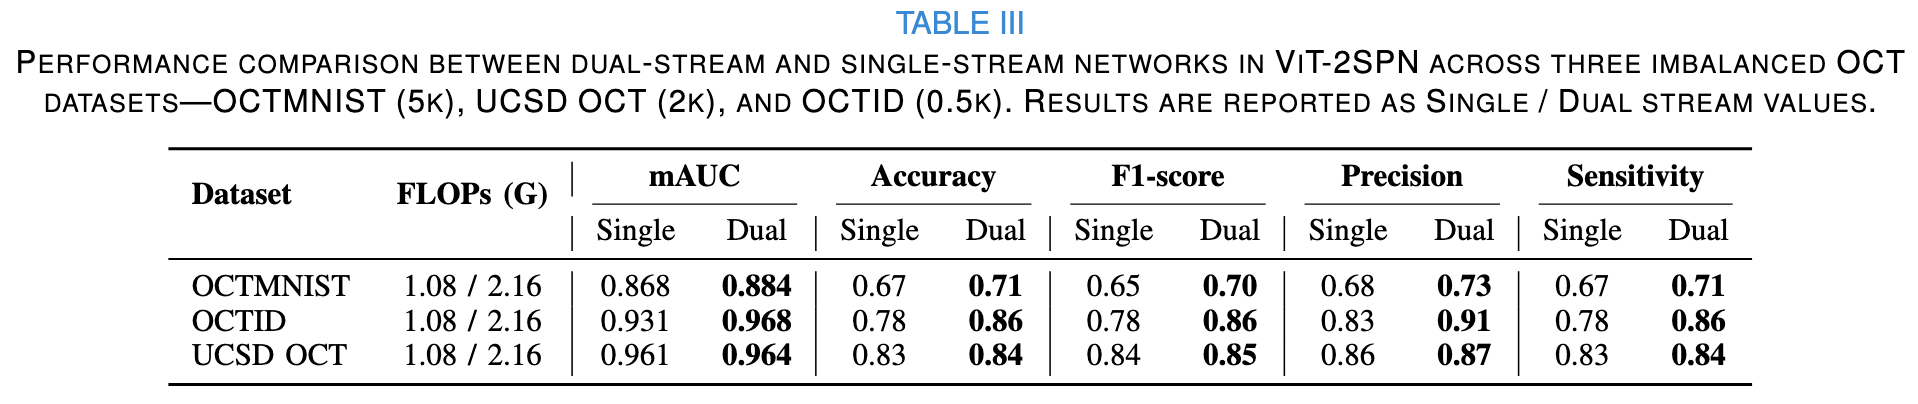 TABLE III
PERFORMANCE COMPARISON BETWEEN DUAL-STREAM AND SINGLE-STREAM NETWORKS IN VIT-2SPN ACROSS THREE IMBALANCED OCT
DATASETS—OCTMNIST (5K), UCSD OCT (2K), AND OCTID (0.5K). RESULTS ARE REPORTED AS SINGLE / DUAL STREAM VALUES.
Dataset FLOPs (G) mAUC Accuracy F1-score Precision Sensitivity
Single Dual Single Dual Single Dual Single Dual Single Dual
OCTMNIST 1.08 / 2.16 0.868 0.884 0.67 0.71 0.65 0.70 0.68 0.73 0.67 0.71
OCTID 1.08 / 2.16 0.931 0.968 0.78 0.86 0.78 0.86 0.83 0.91 0.78 0.86
UCSD OCT 1.08 / 2.16 0.961 0.964 0.83 0.84 0.84 0.85 0.86 0.87 0.83 0.84